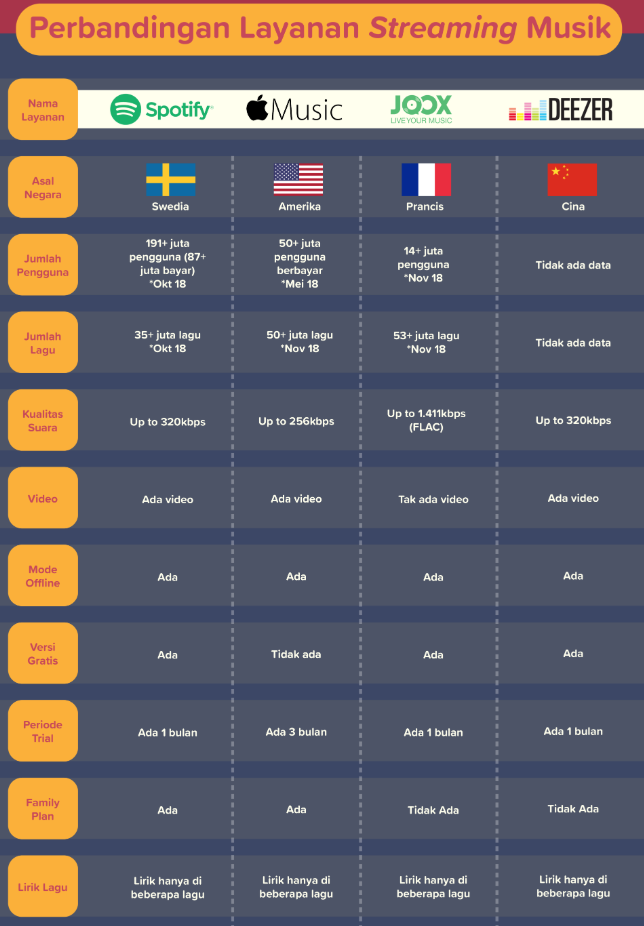 Perbandingan Layanan Streaming Musik
Nama
Layanan
Spotify
Music
JOOX
LIVE YOUR MUSIC
DEEZER
Asal
Negara
Swedia
Amerika
Prancis
Cina
Jumlah
Pengguna
191+ juta
pengguna (87+
juta bayar)
*Okt 18
50+ juta
pengguna
berbayar
*Mei 18
14+ juta
pengguna
*Nov 18
Tidak ada data
Jumlah
Lagu
35+ juta lagu
*Okt 18
50+ juta lagu
*Nov 18
53+ juta lagu
*Nov 18
Tidak ada data
Kualitas
Suara
Up to 320kbps
Up to 256kbps
Up to 1.411kbps
(FLAC)
Up to 320kbps
Video
Ada video
Ada video
Tak ada video
Ada video
Mode
Offline
Ada
Ada
Ada
Ada
Versi
Gratis
Ada
Tidak ada
Ada
Ada
Periode
Trial
Ada 1 bulan
Ada 3 bulan
Ada 1 bulan
Ada 1 bulan
Family
Plan
Ada
Ada
Tidak Ada
Tidak Ada
Lirik Lagu
Lirik hanya di
beberapa lagu
Lirik hanya di
beberapa lagu
Lirik hanya di
beberapa lagu
Lirik hanya di
beberapa lagu